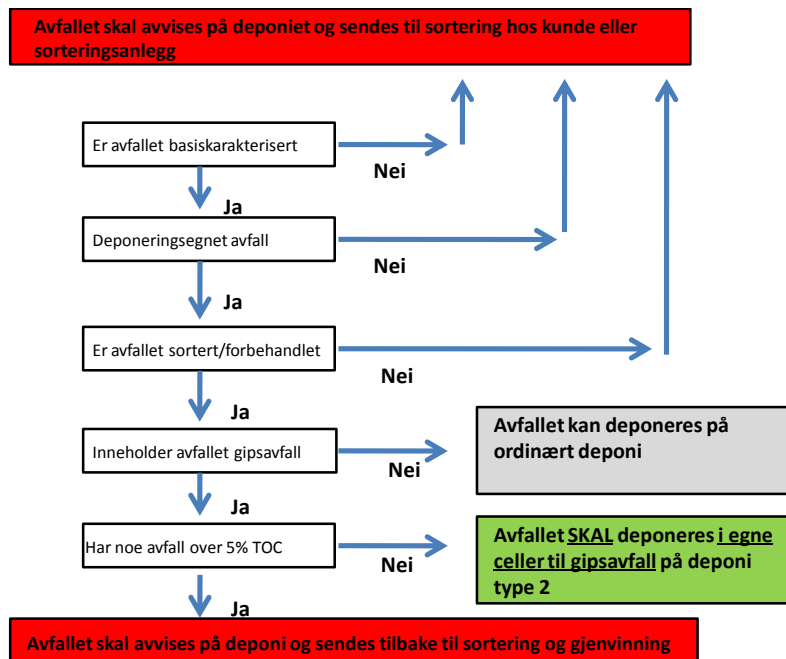 Avfallet skal avvises på deponiet og sendes til sortering hos kunde eller
sorteringsanlegg
Er avfallet basiskarakterisert
Nei
Ja
Deponeringsegnet avfall
Nei
Ja
Er avfallet sortert/forbehandlet
Nei
Ja
Avfallet kan deponeres på
ordinært deponi
Inneholder avfallet gipsavfall
Nei
Ja
Avfallet SKAL deponeres i egne
celler til gipsavfall på deponi
type 2
Har noe avfall over 5% TOC
Nei
Ja
Avfallet skal avvises på deponi og sendes tilbake til sortering og gjenvinning